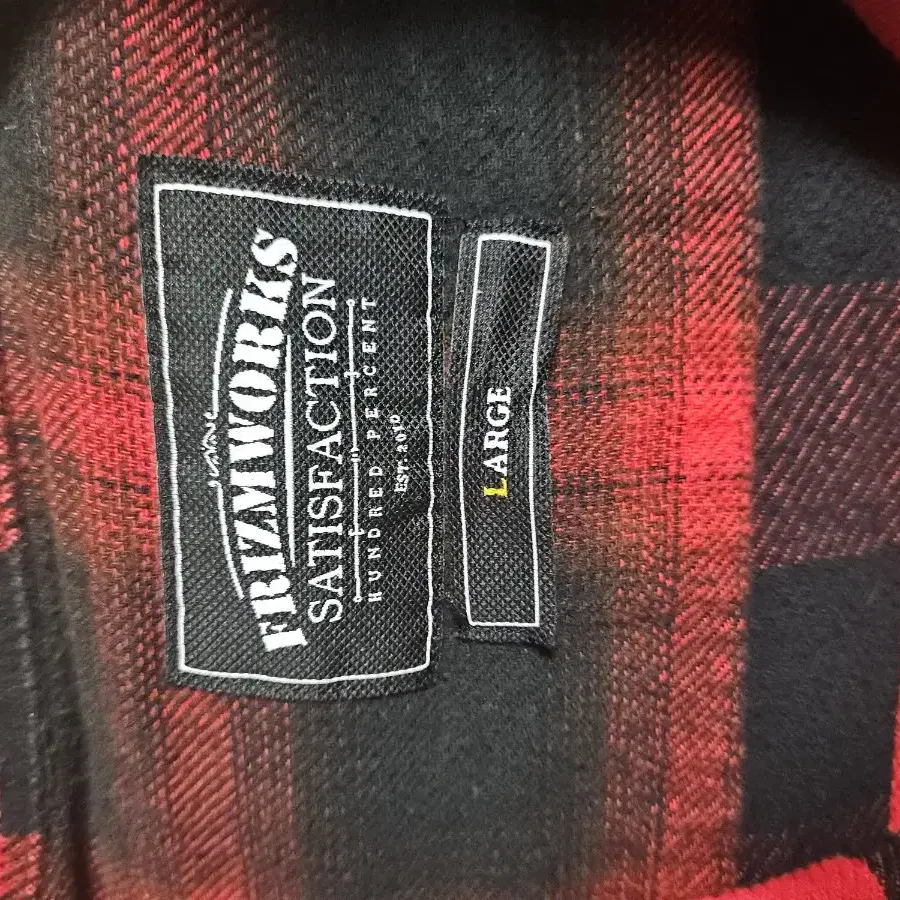 FRIZMWORKS
SATISFACTION
HUNDRED PERCENT
EST. 2010
LARGE